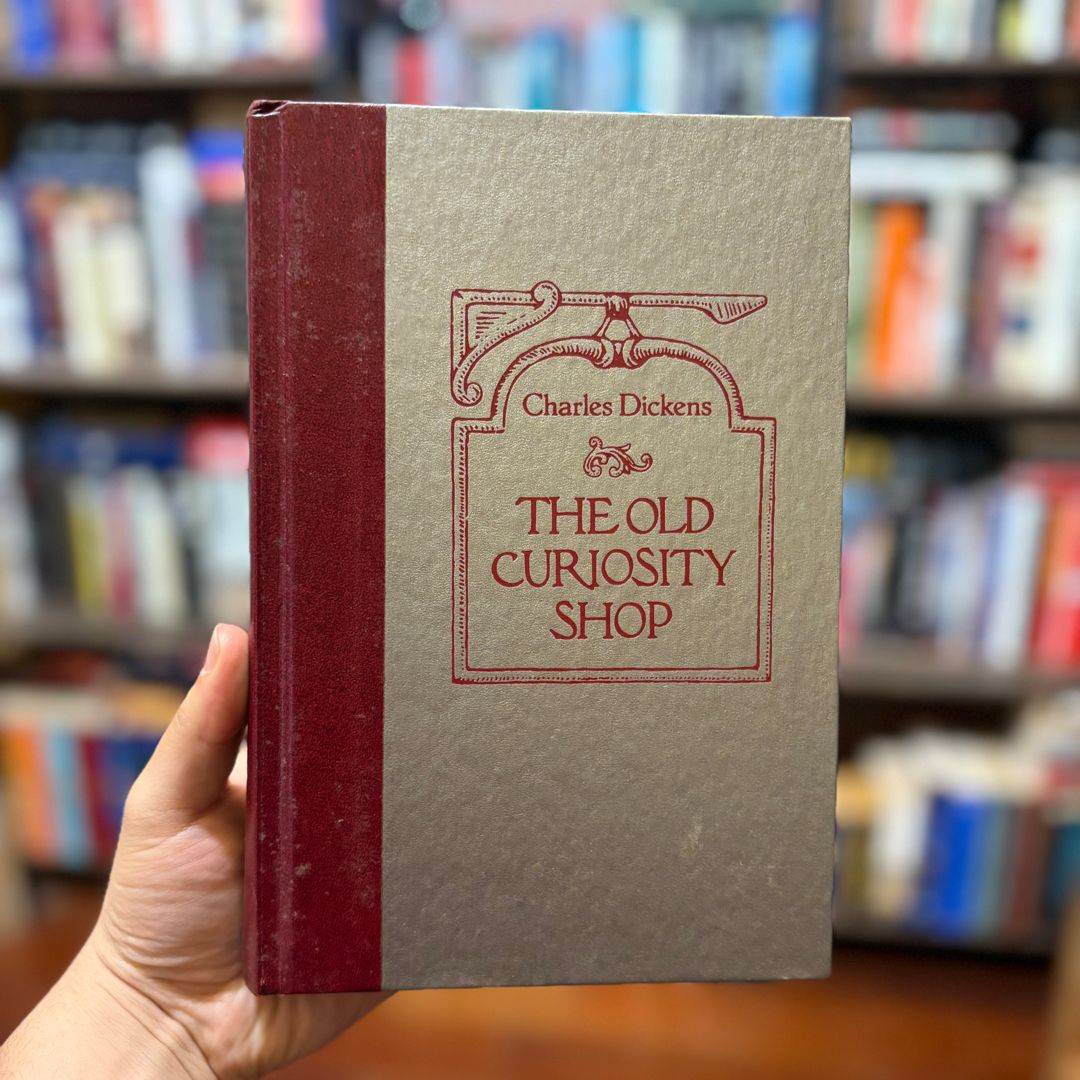 Charles Dickens
THE OLD
CURIOSITY
SHOP